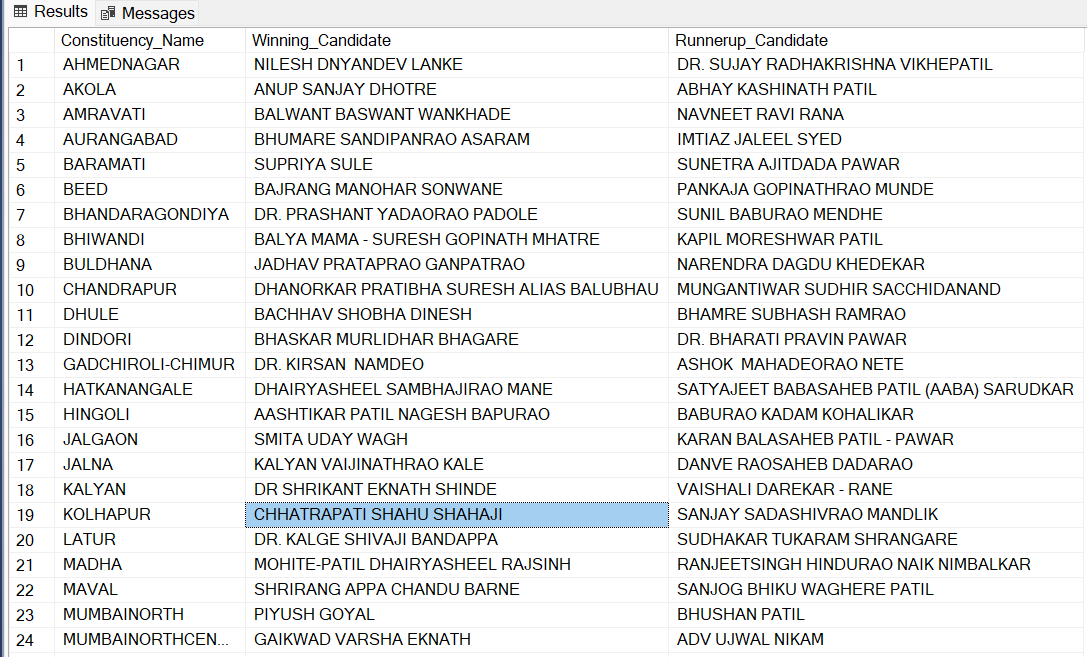 Results Messages
Constituency_Name Winning_Candidate Runnerup_Candidate
1 AHMEDNAGAR NILESH DNYANDEV LANKE DR. SUJAY RADHAKRISHNA VIKHEPATIL
2 AKOLA ANUP SANJAY DHOTRE ABHAY KASHINATH PATIL
3 AMRAVATI BALWANT BASWANT WANKHADE NAVNEET RAVI RANA
4 AURANGABAD BHUMARE SANDIPANRAO ASARAM IMTIAZ JALEEL SYED
5 BARAMATI SUPRIYA SULE SUNETRA AJITDADA PAWAR
6 BEED BAJRANG MANOHAR SONWANE PANKAJA GOPINATHRAO MUNDE
7 BHANDARAGONDIYA DR. PRASHANT YADAORAO PADOLE SUNIL BABURAO MENDHE
8 BHIWANDI BALYA MAMA - SURESH GOPINATH MHATRE KAPIL MORESHWAR PATIL
9 BULDHANA JADHAV PRATAPRAO GANPATRAO NARENDRA DAGDU KHEDEKAR
10 CHANDRAPUR DHANORKAR PRATIBHA SURESH ALIAS BALUBHAU MUNGANTIWAR SUDHIR SACCHIDANAND
11 DHULE BACHHAV SHOBHA DINESH BHAMRE SUBHASH RAMRAO
12 DINDORI BHASKAR MURLIDHAR BHAGARE DR. BHARATI PRAVIN PAWAR
13 GADCHIROLI-CHIMUR DR. KIRSAN  NAMDEO ASHOK  MAHADEORAO NETE
14 HATKANANGALE DHAIRYASHEEL SAMBHAJIRAO MANE SATYAJEET BABASAHEB PATIL (AABA) SARUDKAR
15 HINGOLI AASHTIKAR PATIL NAGESH BAPURAO BABURAO KADAM KOHALIKAR
16 JALGAON SMITA UDAY WAGH KARAN BALASAHEB PATIL - PAWAR
17 JALNA KALYAN VAIJINATHRAO KALE DANVE RAOSAHEB DADARAO
18 KALYAN DR SHRIKANT EKNATH SHINDE VAISHALI DAREKAR - RANE
19 KOLHAPUR CHHATRAPATI SHAHU SHAHAJI SANJAY SADASHIVRAO MANDLIK
20 LATUR DR. KALGE SHIVAJI BANDAPPA SUDHAKAR TUKARAM SHRANGARE
21 MADHA MOHITE-PATIL DHAIRYASHEEL RAJSINH RANJEETSINGH HINDURAO NAIK NIMBALKAR
22 MAVAL SHRIRANG APPA CHANDU BARNE SANJOG BHIKU WAGHERE PATIL
23 MUMBAINORTH PIYUSH GOYAL BHUSHAN PATIL
24 MUMBAINORTHCEN... GAIKWAD VARSHA EKNATH ADV UJWAL NIKAM